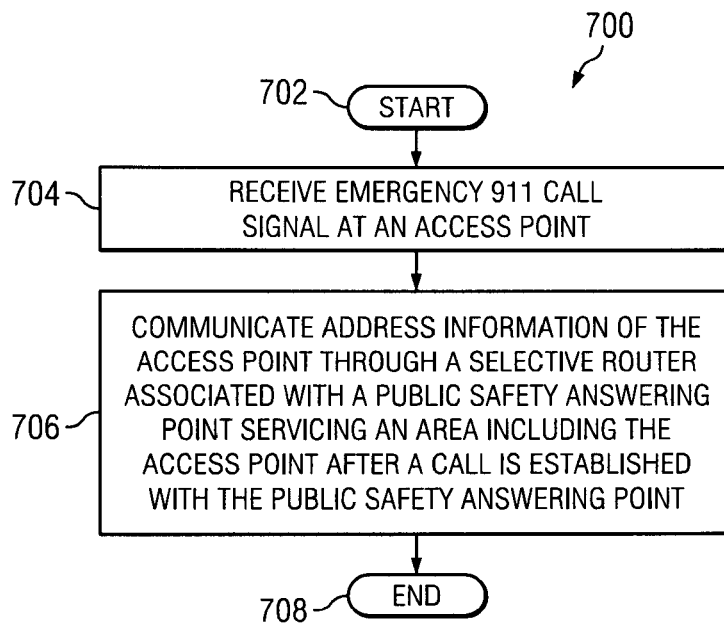 700
702
START
704
RECEIVE EMERGENCY 911 CALL
SIGNAL AT AN ACCESS POINT
706
COMMUNICATE ADDRESS INFORMATION OF THE
ACCESS POINT THROUGH A SELECTIVE ROUTER
ASSOCIATED WITH A PUBLIC SAFETY ANSWERING
POINT SERVICING AN AREA INCLUDING THE
ACCESS POINT AFTER A CALL IS ESTABLISHED
WITH THE PUBLIC SAFETY ANSWERING POINT
708
END